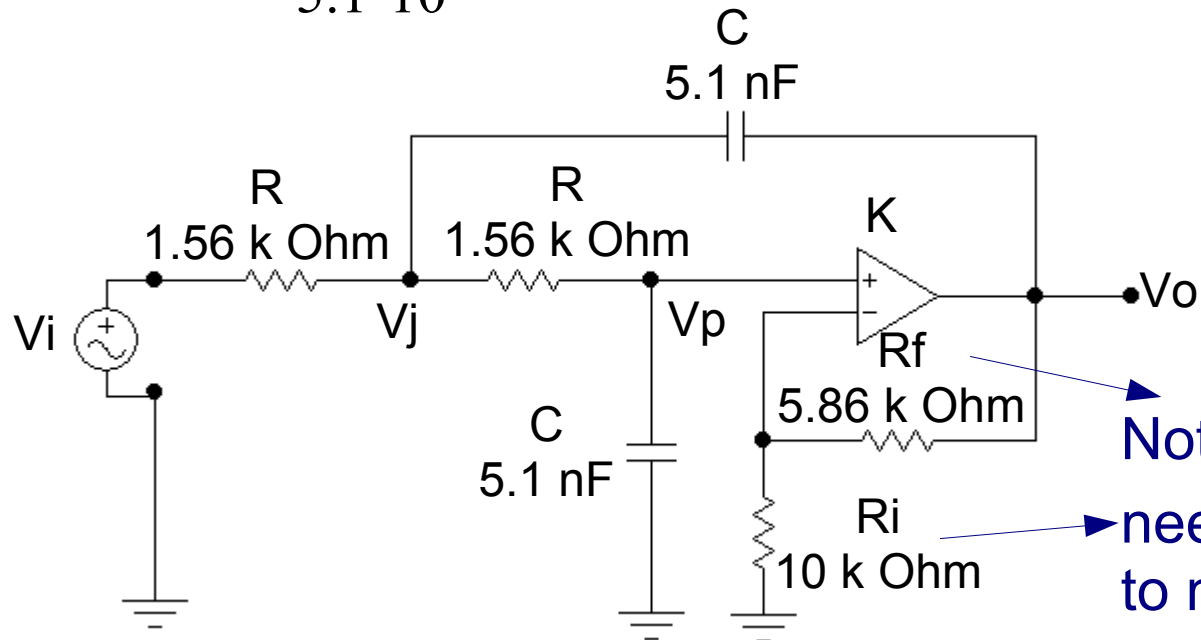 C
5.1 nF
R
1.56 k Ohm
R
1.56 k Ohm
K
+
−
Vi
+
Vj
Vp
Vo
Rf
5.86 k Ohm
C
5.1 nF
Ri
10 k Ohm
to